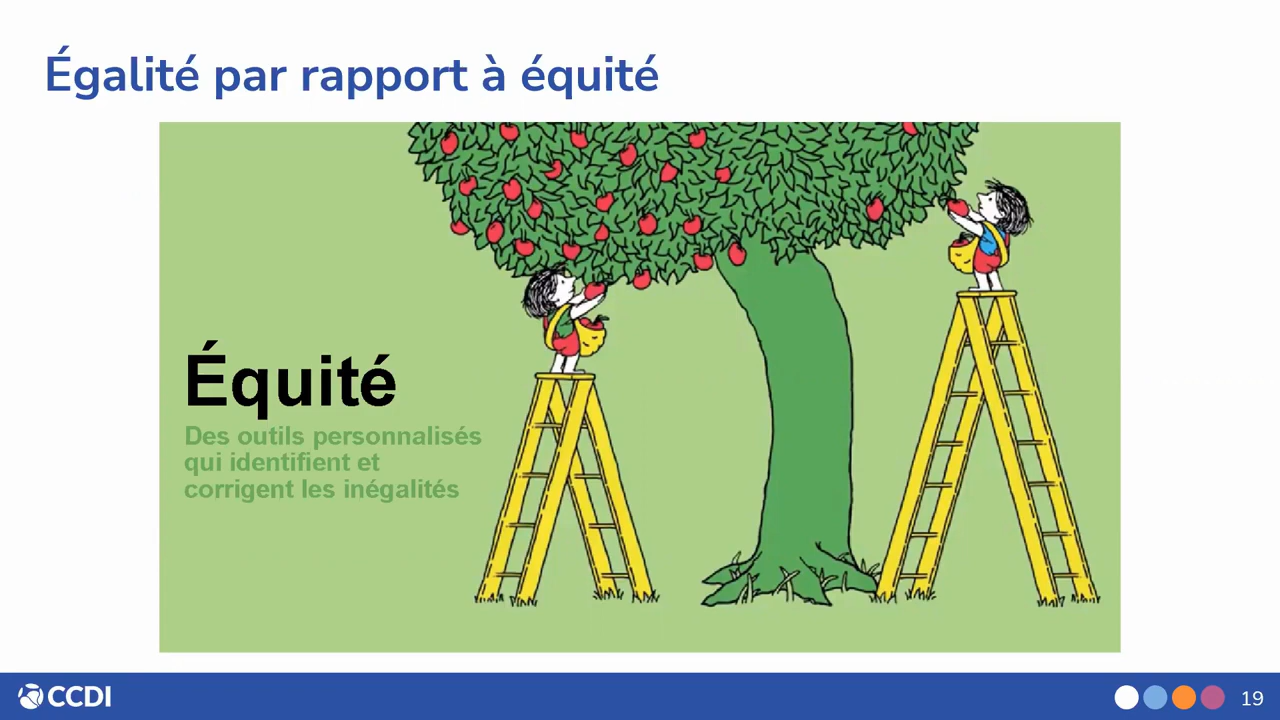 Égalité par rapport à équité
Équité
Des outils personnalisés
qui identifient et
corrigent les inégalités
CCDI
19